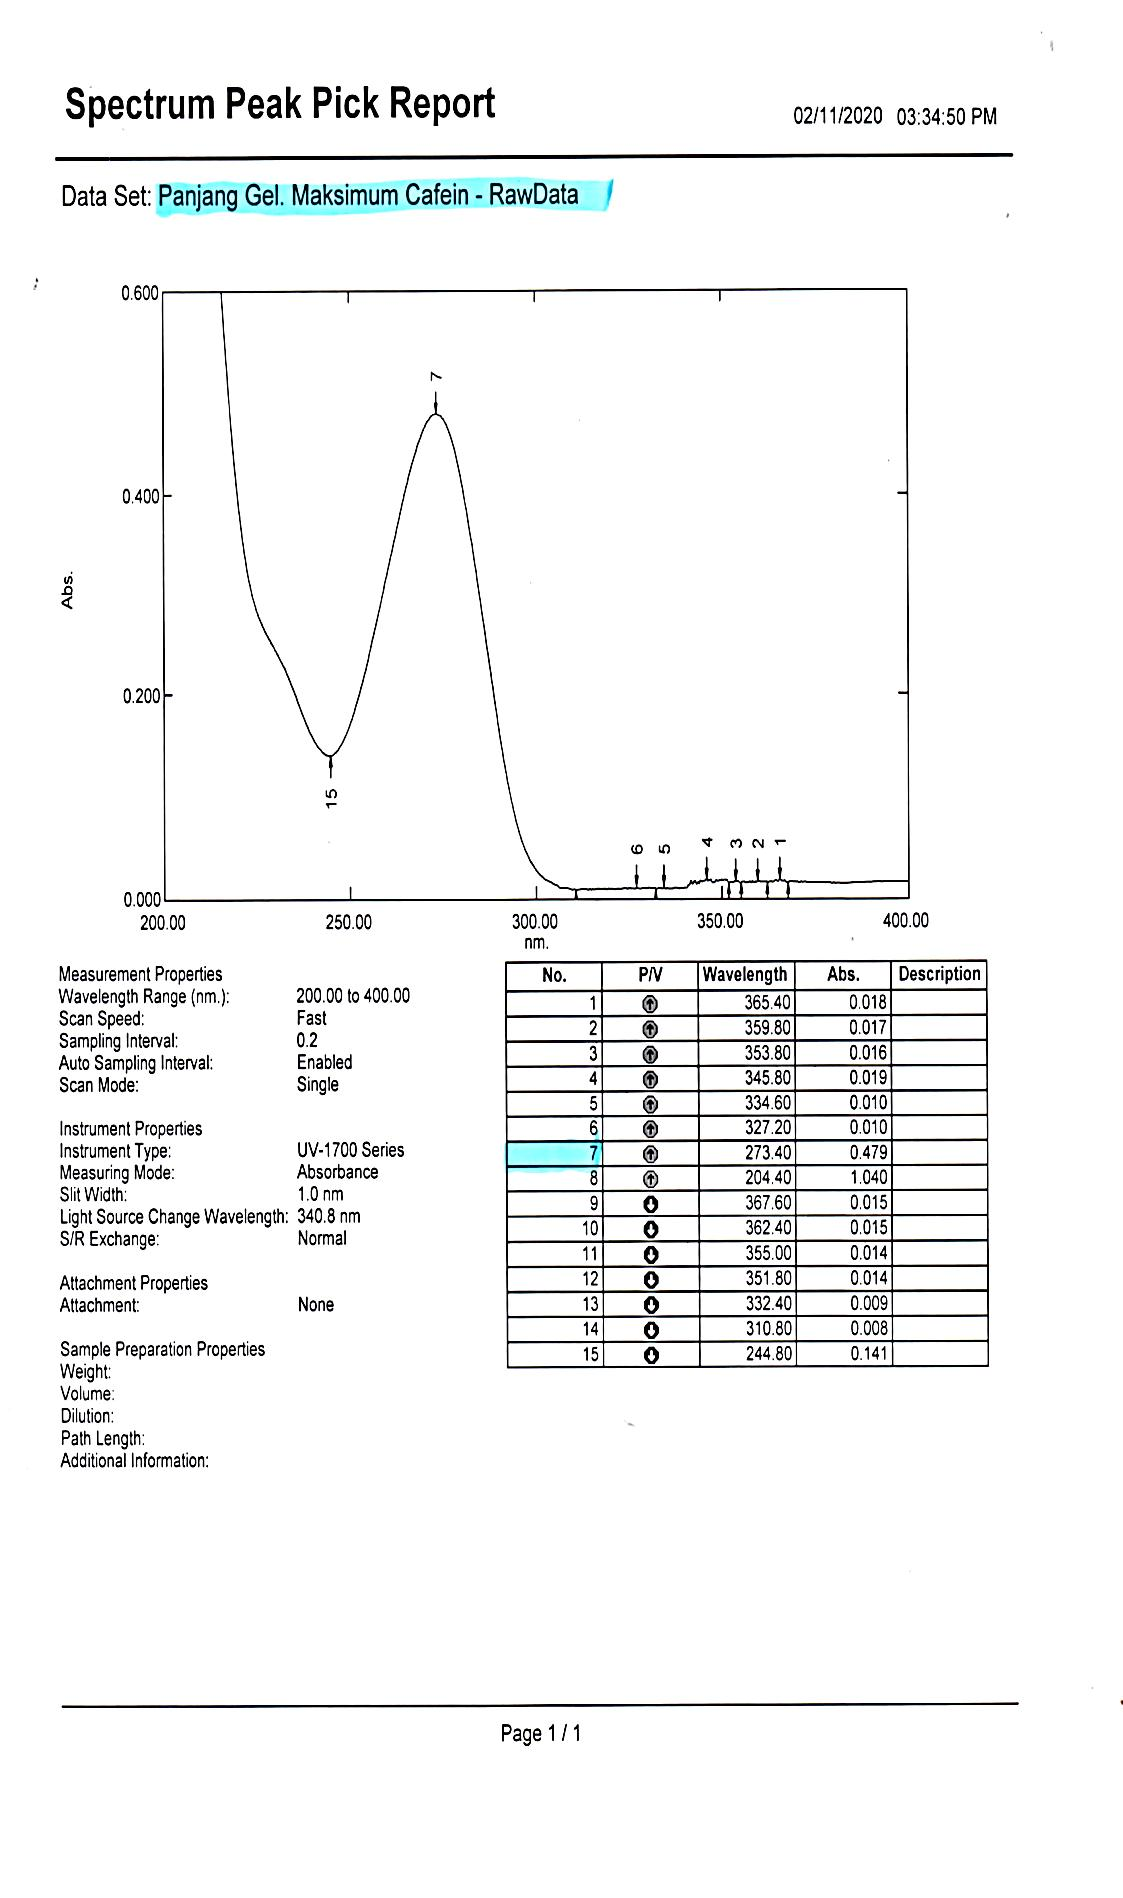 Spectrum Peak Pick Report
02/11/2020 03:34:50 PM
Data Set: Panjang Gel. Maksimum Cafein - RawData
0.600
0.400
0.200
0.000
Abs.
7
15
6 5 4 3 2 1
200.00 250.00 300.00 350.00 400.00
nm.
Measurement Properties
Wavelength Range (nm.): 200.00 to 400.00
Scan Speed: Fast
Sampling Interval: 0.2
Auto Sampling Interval: Enabled
Scan Mode: Single
Instrument Properties
Instrument Type: UV-1700 Series
Measuring Mode: Absorbance
Slit Width: 1.0 nm
Light Source Change Wavelength: 340.8 nm
S/R Exchange: Normal
Attachment Properties
Attachment: None
Sample Preparation Properties
Weight:
Volume:
Dilution:
Path Length:
Additional Information:
No. P/V Wavelength Abs. Description
1 365.40 0.018
2 359.80 0.017
3 353.80 0.016
4 345.80 0.019
5 334.60 0.010
6 327.20 0.010
7 273.40 0.479
8 204.40 1.040
9 367.60 0.015
10 362.40 0.015
11 355.00 0.014
12 351.80 0.014
13 332.40 0.009
14 310.80 0.008
15 244.80 0.141
Page 1 / 1